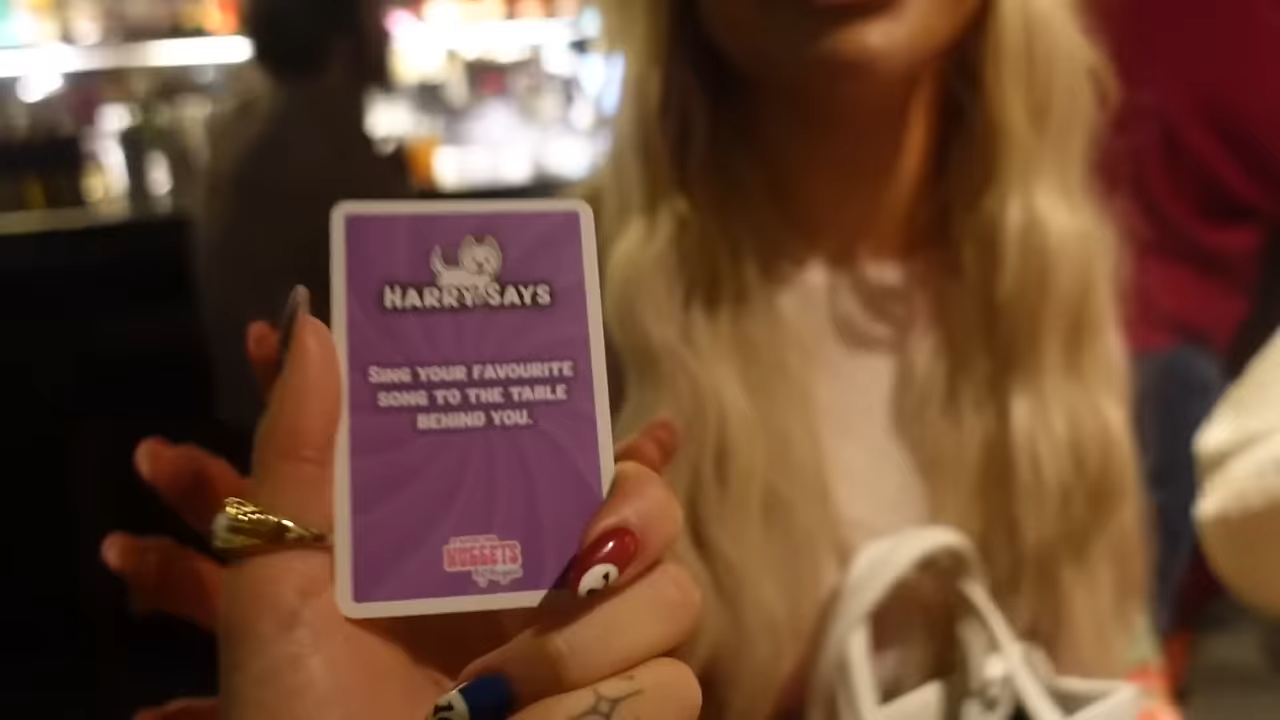 HARRY SAYS
SING YOUR FAVOURITE
SONG TO THE TABLE
BEHIND YOU.
NUGGETS